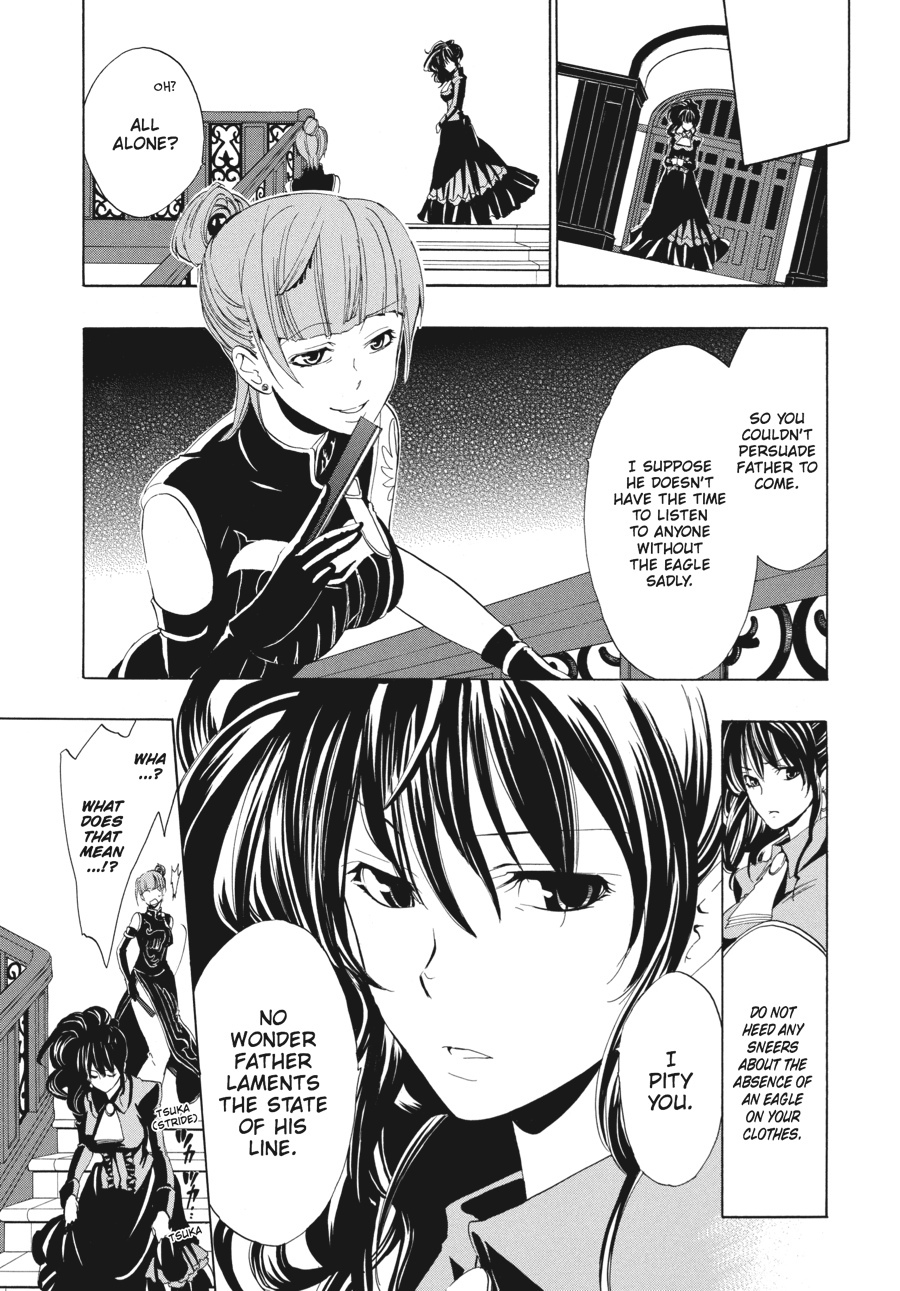 OH?
ALL
ALONE?
SO YOU
COULDN'T
PERSUADE
FATHER TO
COME.
I SUPPOSE
HE DOESN'T
HAVE THE TIME
TO LISTEN
TO ANYONE
WITHOUT
THE EAGLE
SADLY.
DO NOT
HEED ANY
SNEERS
ABOUT THE
ABSENCE OF
AN EAGLE
ON YOUR
CLOTHES.
I
PITY
YOU.
NO
WONDER
FATHER
LAMENTS
THE STATE
OF HIS
LINE.
WHA
...?
WHAT
DOES
THAT
MEAN
...!?
TSUKA
(STRIDE)
TSUKA